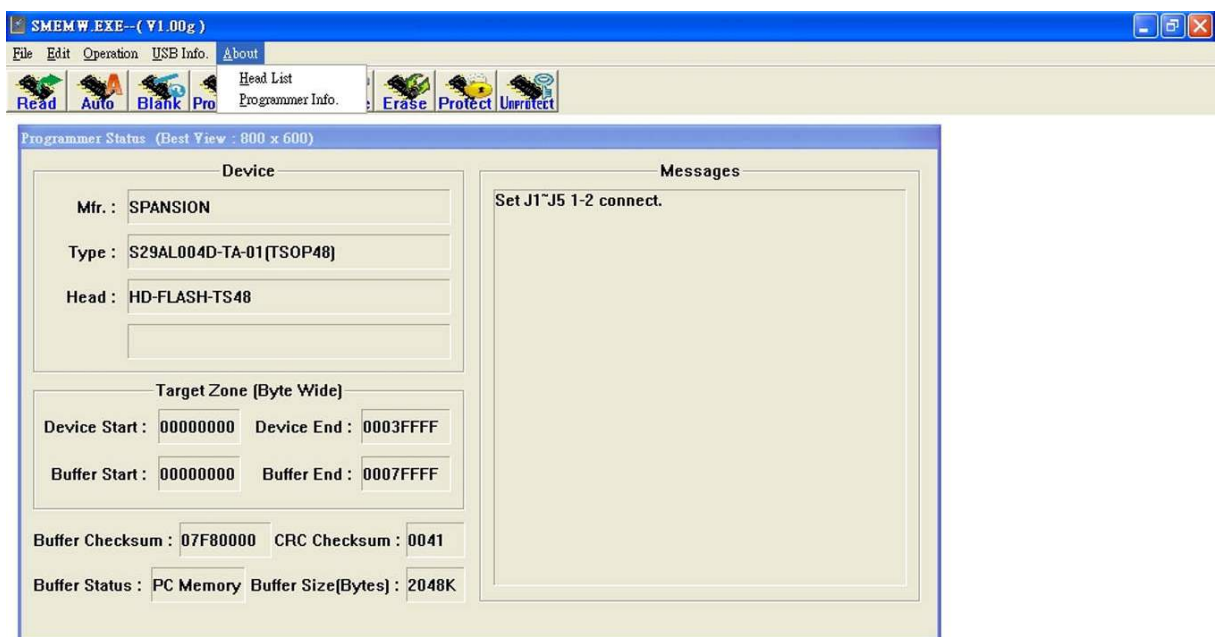 SMEMW.EXE--( V1.00g )
File Edit Operation USB Info. About
Head List
Programmer Info.
Read Auto Blank Pro Erase Protect Unprotect
Programmer Status (Best View : 800 x 600)
Device
Mfr. : SPANSION
Type : S29AL004D-TA-01(TSOP48)
Head : HD-FLASH-TS48
Target Zone (Byte Wide)
Device Start : 00000000 Device End : 0003FFFF
Buffer Start : 00000000 Buffer End : 0007FFFF
Buffer Checksum : 07F80000 CRC Checksum : 0041
Buffer Status : PC Memory Buffer Size(Bytes) : 2048K
Messages
Set J1~J5 1-2 connect.